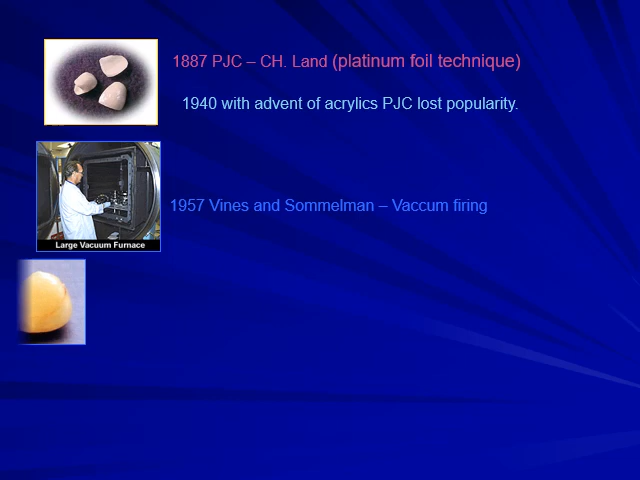 1887 PJC – CH. Land (platinum foil technique)
1940 with advent of acrylics PJC lost popularity.
1957 Vines and Sommelman – Vaccum firing
Large Vacuum Furnace